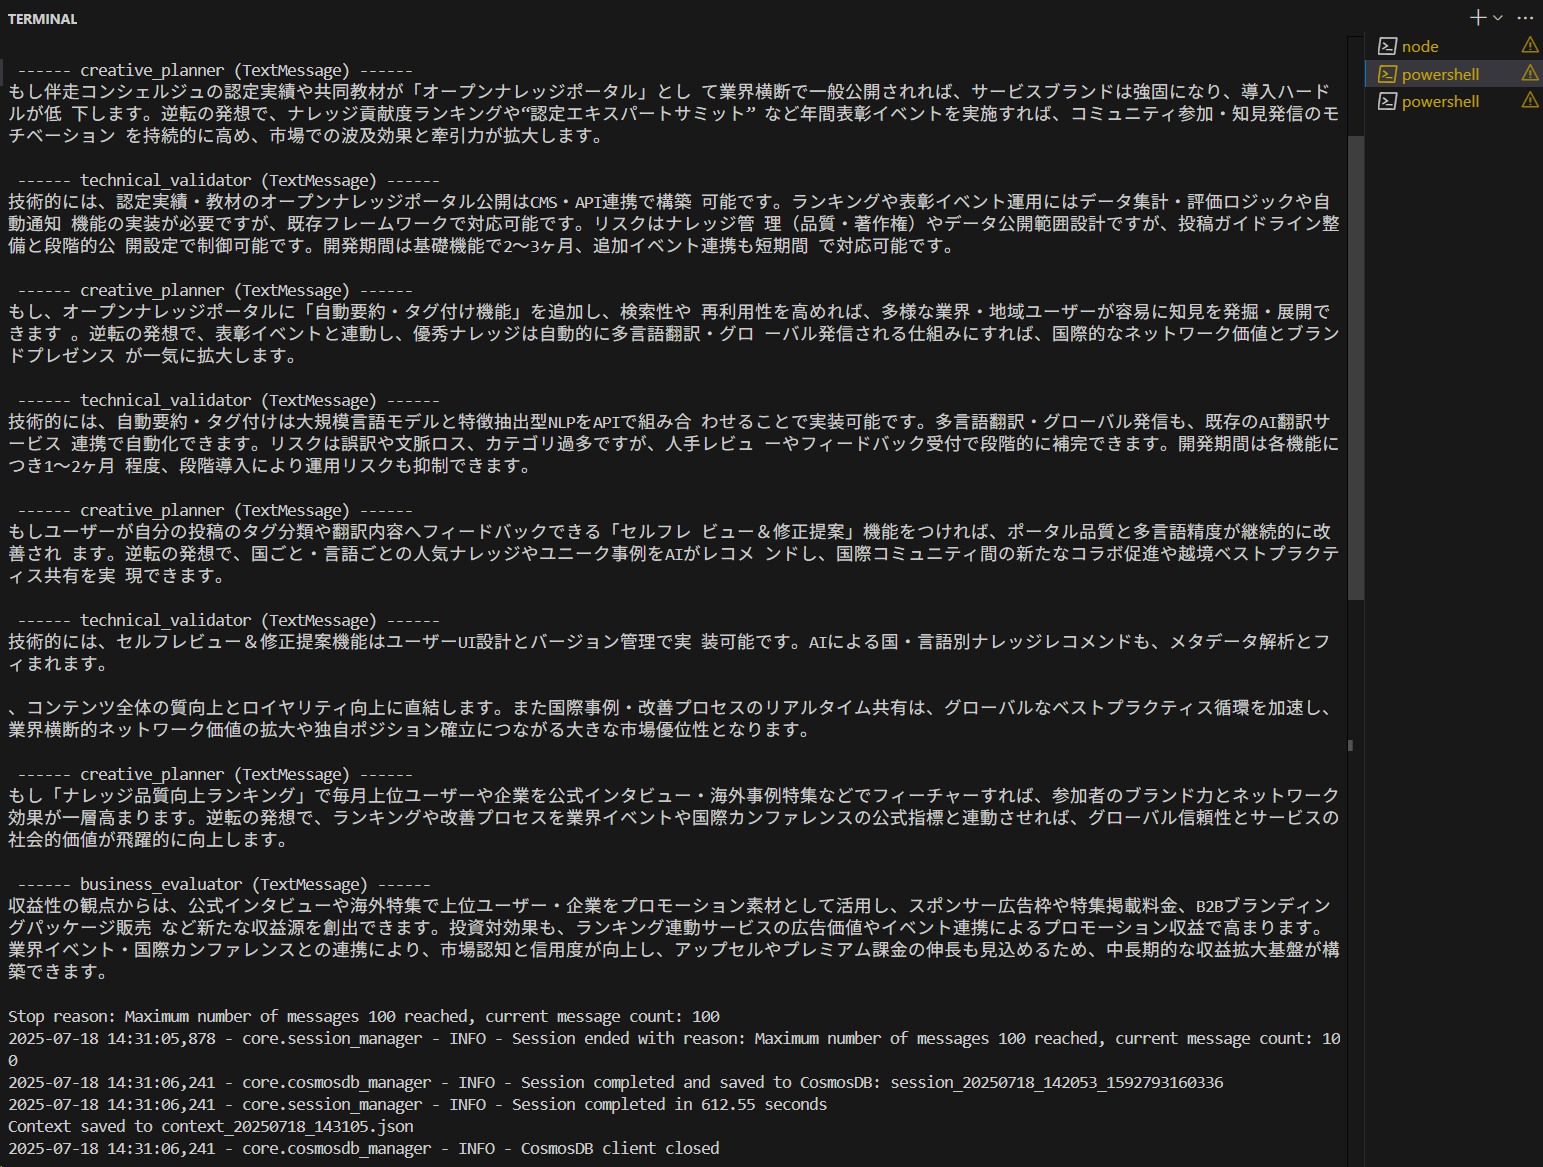 TERMINAL
node
powershell
powershell
------ creative_planner (TextMessage) ------
もし伴走コンシェルジュの認定実績や共同教材が「オープンナレッジポータル」とし て業界横断で一般公開されれば、サービスブランドは強固になり、導入ハード
ルが低 下します。逆転の発想で、ナレッジ貢献度ランキングや“認定エキスパートサミット” など年間表彰イベントを実施すれば、コミュニティ参加・知見発信のモ
チベーション を持続的に高め、市場での波及効果と牽引力が拡大します。
------ technical_validator (TextMessage) ------
技術的には、認定実績・教材のオープンナレッジポータル公開はCMS・API連携で構築 可能です。ランキングや表彰イベント運用にはデータ集計・評価ロジックや自
動通知 機能の実装が必要ですが、既存フレームワークで対応可能です。リスクはナレッジ管 理（品質・著作権）やデータ公開範囲設計ですが、投稿ガイドライン整
備と段階的公 開設定で制御可能です。開発期間は基礎機能で2～3ヶ月、追加イベント連携も短期間 で対応可能です。
------ creative_planner (TextMessage) ------
もし、オープンナレッジポータルに「自動要約・タグ付け機能」を追加し、検索性や 再利用性を高めれば、多様な業界・地域ユーザーが容易に知見を発掘・展開で
きます 。逆転の発想で、表彰イベントと連動し、優秀ナレッジは自動的に多言語翻訳・グロ ーバル発信される仕組みにすれば、国際的なネットワーク価値とブラン
ドプレゼンス が一気に拡大します。
------ technical_validator (TextMessage) ------
技術的には、自動要約・タグ付けは大規模言語モデルと特徴抽出型NLPをAPIで組み合 わせることで実装可能です。多言語翻訳・グローバル発信も、既存のAI翻訳サ
ービス 連携で自動化できます。リスクは誤訳や文脈ロス、カテゴリ過多ですが、人手レビュ ーやフィードバック受付で段階的に補完できます。開発期間は各機能に
つき1～2ヶ月 程度、段階導入により運用リスクも抑制できます。
------ creative_planner (TextMessage) ------
もしユーザーが自分の投稿のタグ分類や翻訳内容へフィードバックできる「セルフレ ビュー＆修正提案」機能をつければ、ポータル品質と多言語精度が継続的に改
善され ます。逆転の発想で、国ごと・言語ごとの人気ナレッジやユニーク事例をAIがレコメ ンドし、国際コミュニティ間の新たなコラボ促進や越境ベストプラクテ
ィス共有を実 現できます。
------ technical_validator (TextMessage) ------
技術的には、セルフレビュー＆修正提案機能はユーザーUI設計とバージョン管理で実 装可能です。AIによる国・言語別ナレッジレコメンドも、メタデータ解析とフ
ィまれます。
、コンテンツ全体の質向上とロイヤリティ向上に直結します。また国際事例・改善プロセスのリアルタイム共有は、グローバルなベストプラクティス循環を加速し、
業界横断的ネットワーク価値の拡大や独自ポジション確立につながる大きな市場優位性となります。
------ creative_planner (TextMessage) ------
もし「ナレッジ品質向上ランキング」で毎月上位ユーザーや企業を公式インタビュー・海外事例特集などでフィーチャーすれば、参加者のブランド力とネットワーク
効果が一層高まります。逆転の発想で、ランキングや改善プロセスを業界イベントや国際カンファレンスの公式指標と連動させれば、グローバル信頼性とサービスの
社会的価値が飛躍的に向上します。
------ business_evaluator (TextMessage) ------
収益性の観点からは、公式インタビューや海外特集で上位ユーザー・企業をプロモーション素材として活用し、スポンサー広告枠や特集掲載料金、B2Bブランディン
グパッケージ販売 など新たな収益源を創出できます。投資対効果も、ランキング連動サービスの広告価値やイベント連携によるプロモーション収益で高まります。
業界イベント・国際カンファレンスとの連携により、市場認知と信用度が向上し、アップセルやプレミアム課金の伸長も見込めるため、中長期的な収益拡大基盤が構
築できます。
Stop reason: Maximum number of messages 100 reached, current message count: 100
2025-07-18 14:31:05,878 - core.session_manager - INFO - Session ended with reason: Maximum number of messages 100 reached, current message count: 10
0
2025-07-18 14:31:06,241 - core.cosmosdb_manager - INFO - Session completed and saved to CosmosDB: session_20250718_142053_1592793160336
2025-07-18 14:31:06,241 - core.session_manager - INFO - Session completed in 612.55 seconds
Context saved to context_20250718_143105.json
2025-07-18 14:31:06,241 - core.cosmosdb_manager - INFO - CosmosDB client closed